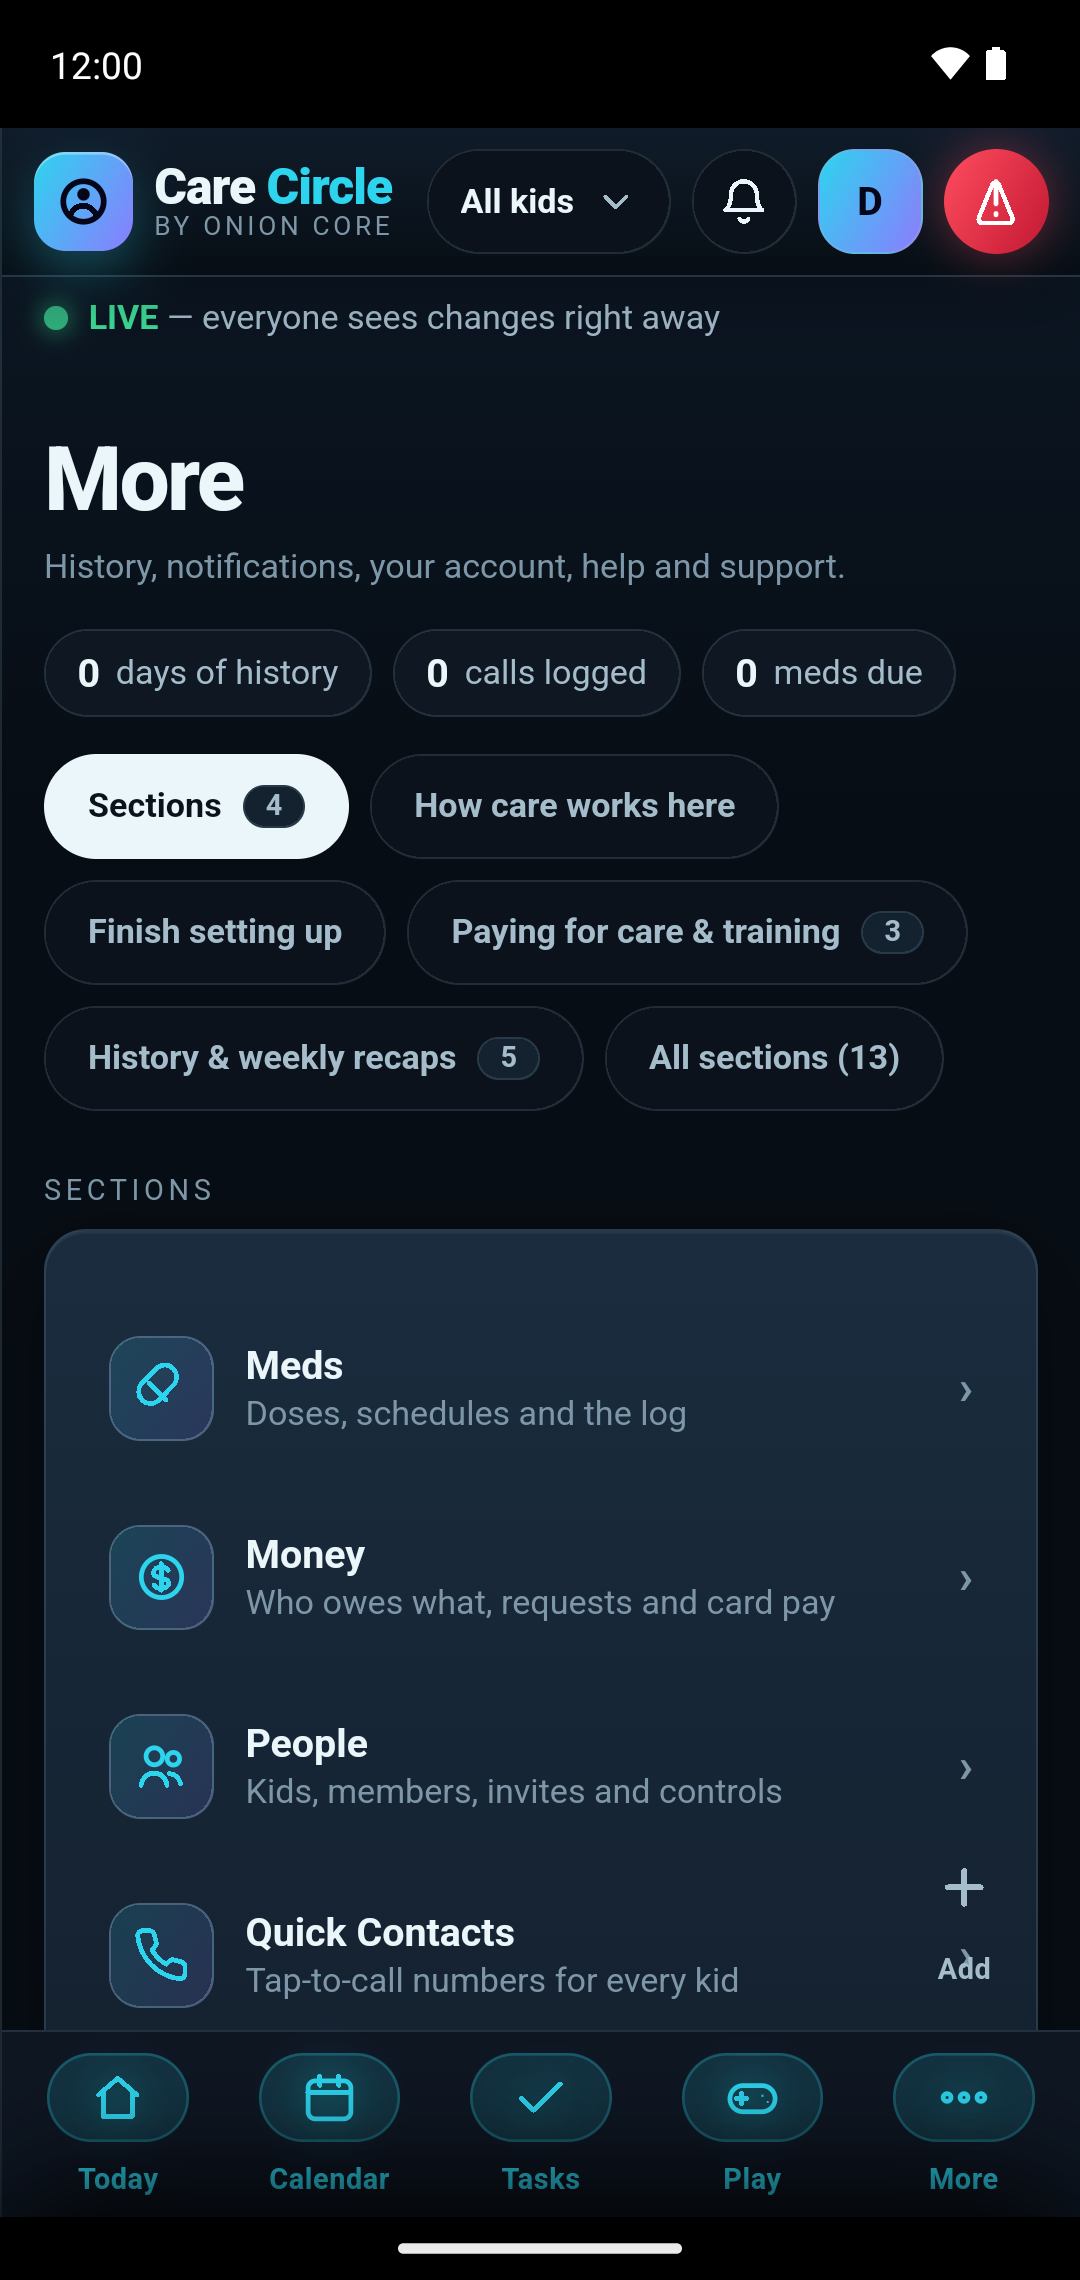 12:00
Care Circle
BY ONION CORE
All kids
D
LIVE — everyone sees changes right away
More
History, notifications, your account, help and support.
0 days of history
0 calls logged
0 meds due
Sections 4
How care works here
Finish setting up
Paying for care & training 3
History & weekly recaps 5
All sections (13)
SECTIONS
Meds
Doses, schedules and the log
Money
Who owes what, requests and card pay
People
Kids, members, invites and controls
Quick Contacts
Tap-to-call numbers for every kid
Add
Today
Calendar
Tasks
Play
More